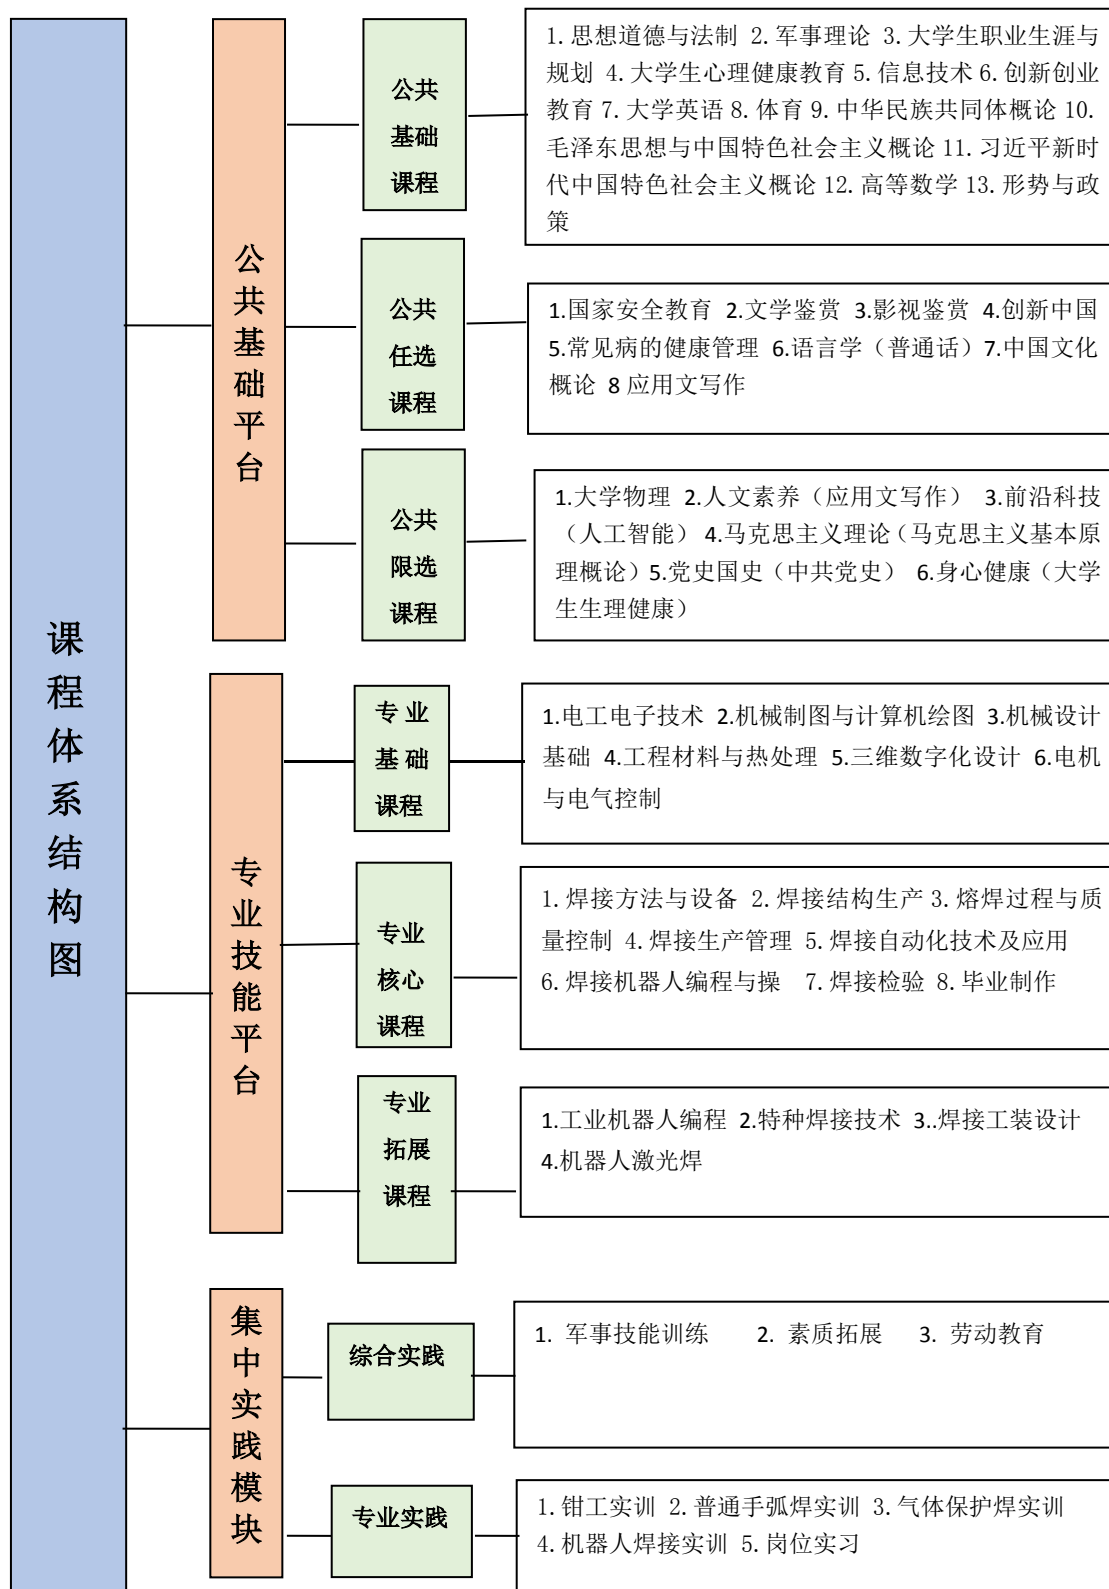 课程体系结构图
公共基础平台
公共
基础
课程
1.思想道德与法制 2.军事理论 3.大学生职业生涯与
规划 4.大学生心理健康教育 5.信息技术 6.创新创业
教育 7.大学英语 8.体育 9.中华民族共同体概论 10.
毛泽东思想与中国特色社会主义概论 11.习近平新时
代中国特色社会主义概论 12.高等数学 13.形势与政
策
公共
任选
课程
1.国家安全教育 2.文学鉴赏 3.影视鉴赏 4.创新中国
5.常见病的健康管理 6.语言学（普通话）7.中国文化
概论 8 应用文写作
公共
限选
课程
1.大学物理 2.人文素养（应用文写作） 3.前沿科技
（人工智能） 4.马克思主义理论（马克思主义基本原
理概论）5.党史国史（中共党史） 6.身心健康（大学
生生理健康）
专业技能平台
专 业
基 础
课程
1.电工电子技术 2.机械制图与计算机绘图 3.机械设计
基础 4.工程材料与热处理 5.三维数字化设计 6.电机
与电气控制
专业
核心
课程
1.焊接方法与设备 2.焊接结构生产 3.熔焊过程与质
量控制 4.焊接生产管理 5.焊接自动化技术及应用
6.焊接机器人编程与操 7.焊接检验 8.毕业制作
专业
拓展
课程
1.工业机器人编程 2.特种焊接技术 3..焊接工装设计
4.机器人激光焊
集中实践模块
综合实践
1. 军事技能训练 2. 素质拓展 3. 劳动教育
专业实践
1.钳工实训 2.普通手弧焊实训 3.气体保护焊实训
4.机器人焊接实训 5.岗位实习